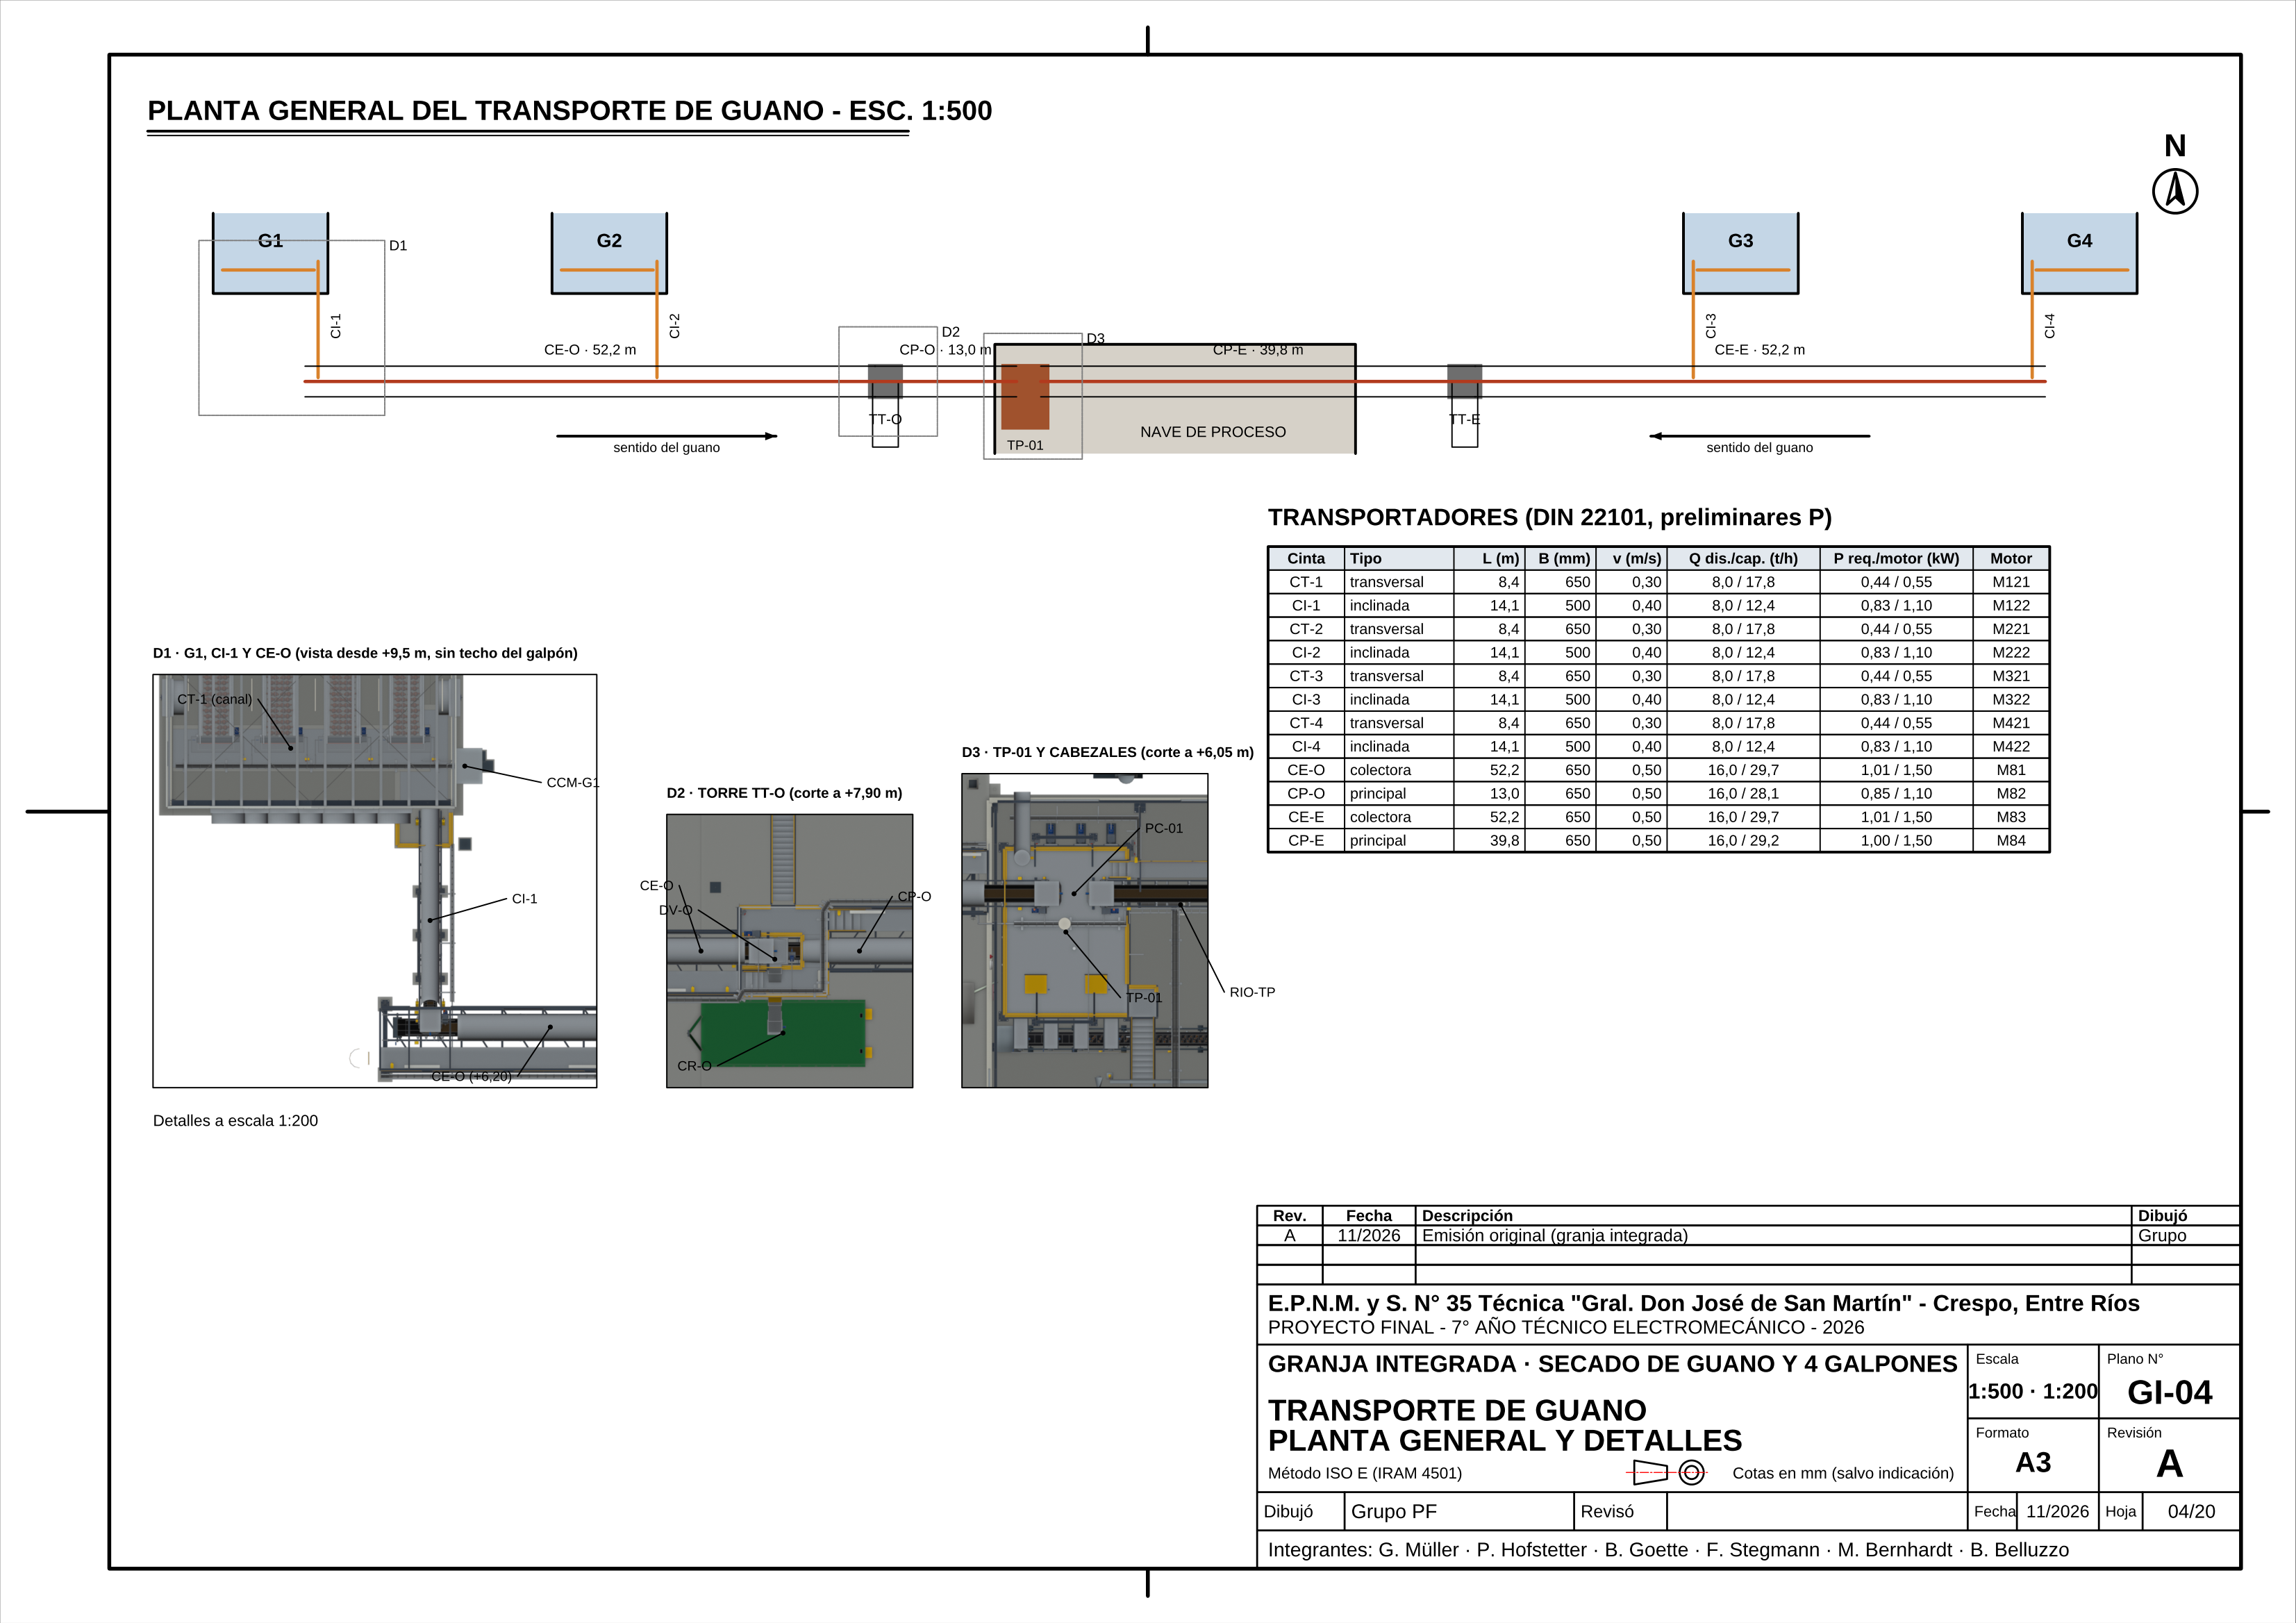 PLANTA GENERAL DEL TRANSPORTE DE GUANO - ESC. 1:500
N
G1
G2
G3
G4
D1
CI-1
CI-2
CI-3
CI-4
D2
D3
CE-O · 52,2 m
CP-O · 13,0 m
CP-E · 39,8 m
CE-E · 52,2 m
TT-O
TT-E
NAVE DE PROCESO
TP-01
sentido del guano
sentido del guano
TRANSPORTADORES (DIN 22101, preliminares P)
Cinta Tipo L (m) B (mm) v (m/s) Q dis./cap. (t/h) P req./motor (kW) Motor
CT-1 transversal 8,4 650 0,30 8,0 / 17,8 0,44 / 0,55 M121
CI-1 inclinada 14,1 500 0,40 8,0 / 12,4 0,83 / 1,10 M122
CT-2 transversal 8,4 650 0,30 8,0 / 17,8 0,44 / 0,55 M221
CI-2 inclinada 14,1 500 0,40 8,0 / 12,4 0,83 / 1,10 M222
CT-3 transversal 8,4 650 0,30 8,0 / 17,8 0,44 / 0,55 M321
CI-3 inclinada 14,1 500 0,40 8,0 / 12,4 0,83 / 1,10 M322
CT-4 transversal 8,4 650 0,30 8,0 / 17,8 0,44 / 0,55 M421
CI-4 inclinada 14,1 500 0,40 8,0 / 12,4 0,83 / 1,10 M422
CE-O colectora 52,2 650 0,50 16,0 / 29,7 1,01 / 1,50 M81
CP-O principal 13,0 650 0,50 16,0 / 28,1 0,85 / 1,10 M82
CE-E colectora 52,2 650 0,50 16,0 / 29,7 1,01 / 1,50 M83
CP-E principal 39,8 650 0,50 16,0 / 29,2 1,00 / 1,50 M84
D1 · G1, CI-1 Y CE-O (vista desde +9,5 m, sin techo del galpón)
CT-1 (canal)
CCM-G1
CI-1
CE-O (+6,20)
D2 · TORRE TT-O (corte a +7,90 m)
CE-O
DV-O
CP-O
CR-O
D3 · TP-01 Y CABEZALES (corte a +6,05 m)
PC-01
TP-01
RIO-TP
Detalles a escala 1:200
Rev. Fecha Descripción Dibujó
A 11/2026 Emisión original (granja integrada) Grupo
E.P.N.M. y S. N° 35 Técnica "Gral. Don José de San Martín" - Crespo, Entre Ríos
PROYECTO FINAL - 7° AÑO TÉCNICO ELECTROMECÁNICO - 2026
GRANJA INTEGRADA · SECADO DE GUANO Y 4 GALPONES
TRANSPORTE DE GUANO
PLANTA GENERAL Y DETALLES
Método ISO E (IRAM 4501)
Cotas en mm (salvo indicación)
Escala
1:500 · 1:200
Plano N°
GI-04
Formato
A3
Revisión
A
Dibujó Grupo PF Revisó
Fecha 11/2026 Hoja 04/20
Integrantes: G. Müller · P. Hofstetter · B. Goette · F. Stegmann · M. Bernhardt · B. Belluzzo